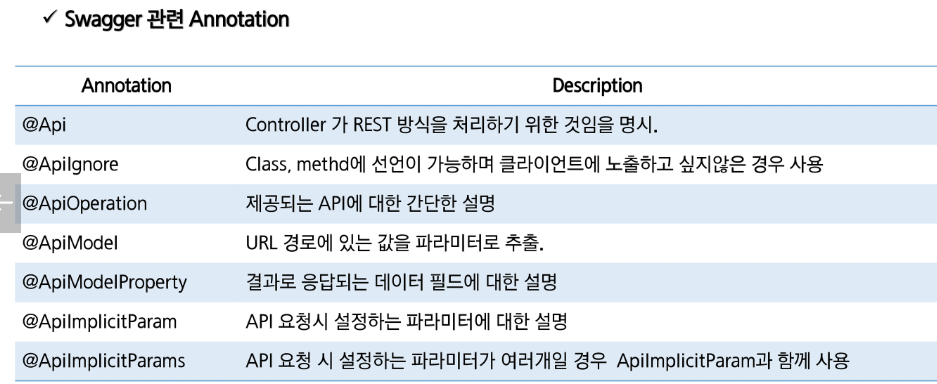 ✓ Swagger 관련 Annotation
Annotation Description
@Api Controller 가 REST 방식을 처리하기 위한 것임을 명시.
@ApiIgnore Class, methd에 선언이 가능하며 클라이언트에 노출하고 싶지않은 경우 사용
@ApiOperation 제공되는 API에 대한 간단한 설명
@ApiModel URL 경로에 있는 값을 파라미터로 추출.
@ApiModelProperty 결과로 응답되는 데이터 필드에 대한 설명
@ApiImplicitParam API 요청시 설정하는 파라미터에 대한 설명
@ApiImplicitParams API 요청 시 설정하는 파라미터가 여러개일 경우 ApiImplicitParam과 함께 사용